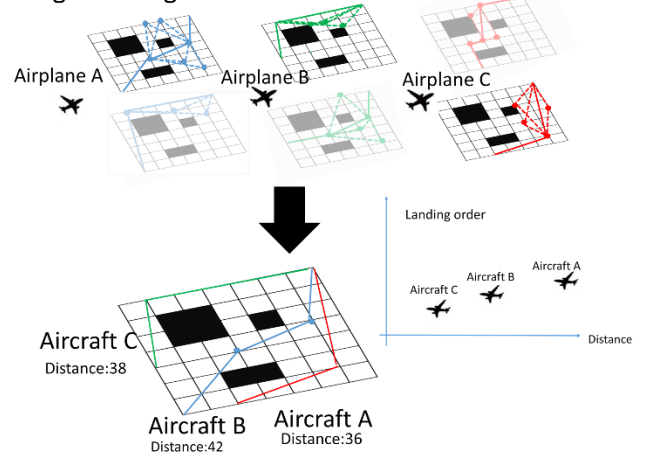 Airplane A
Airplane B
Airplane C
Landing order
Aircraft C
Aircraft B
Aircraft A
Distance
Aircraft C
Distance:38
Aircraft B
Distance:42
Aircraft A
Distance:36